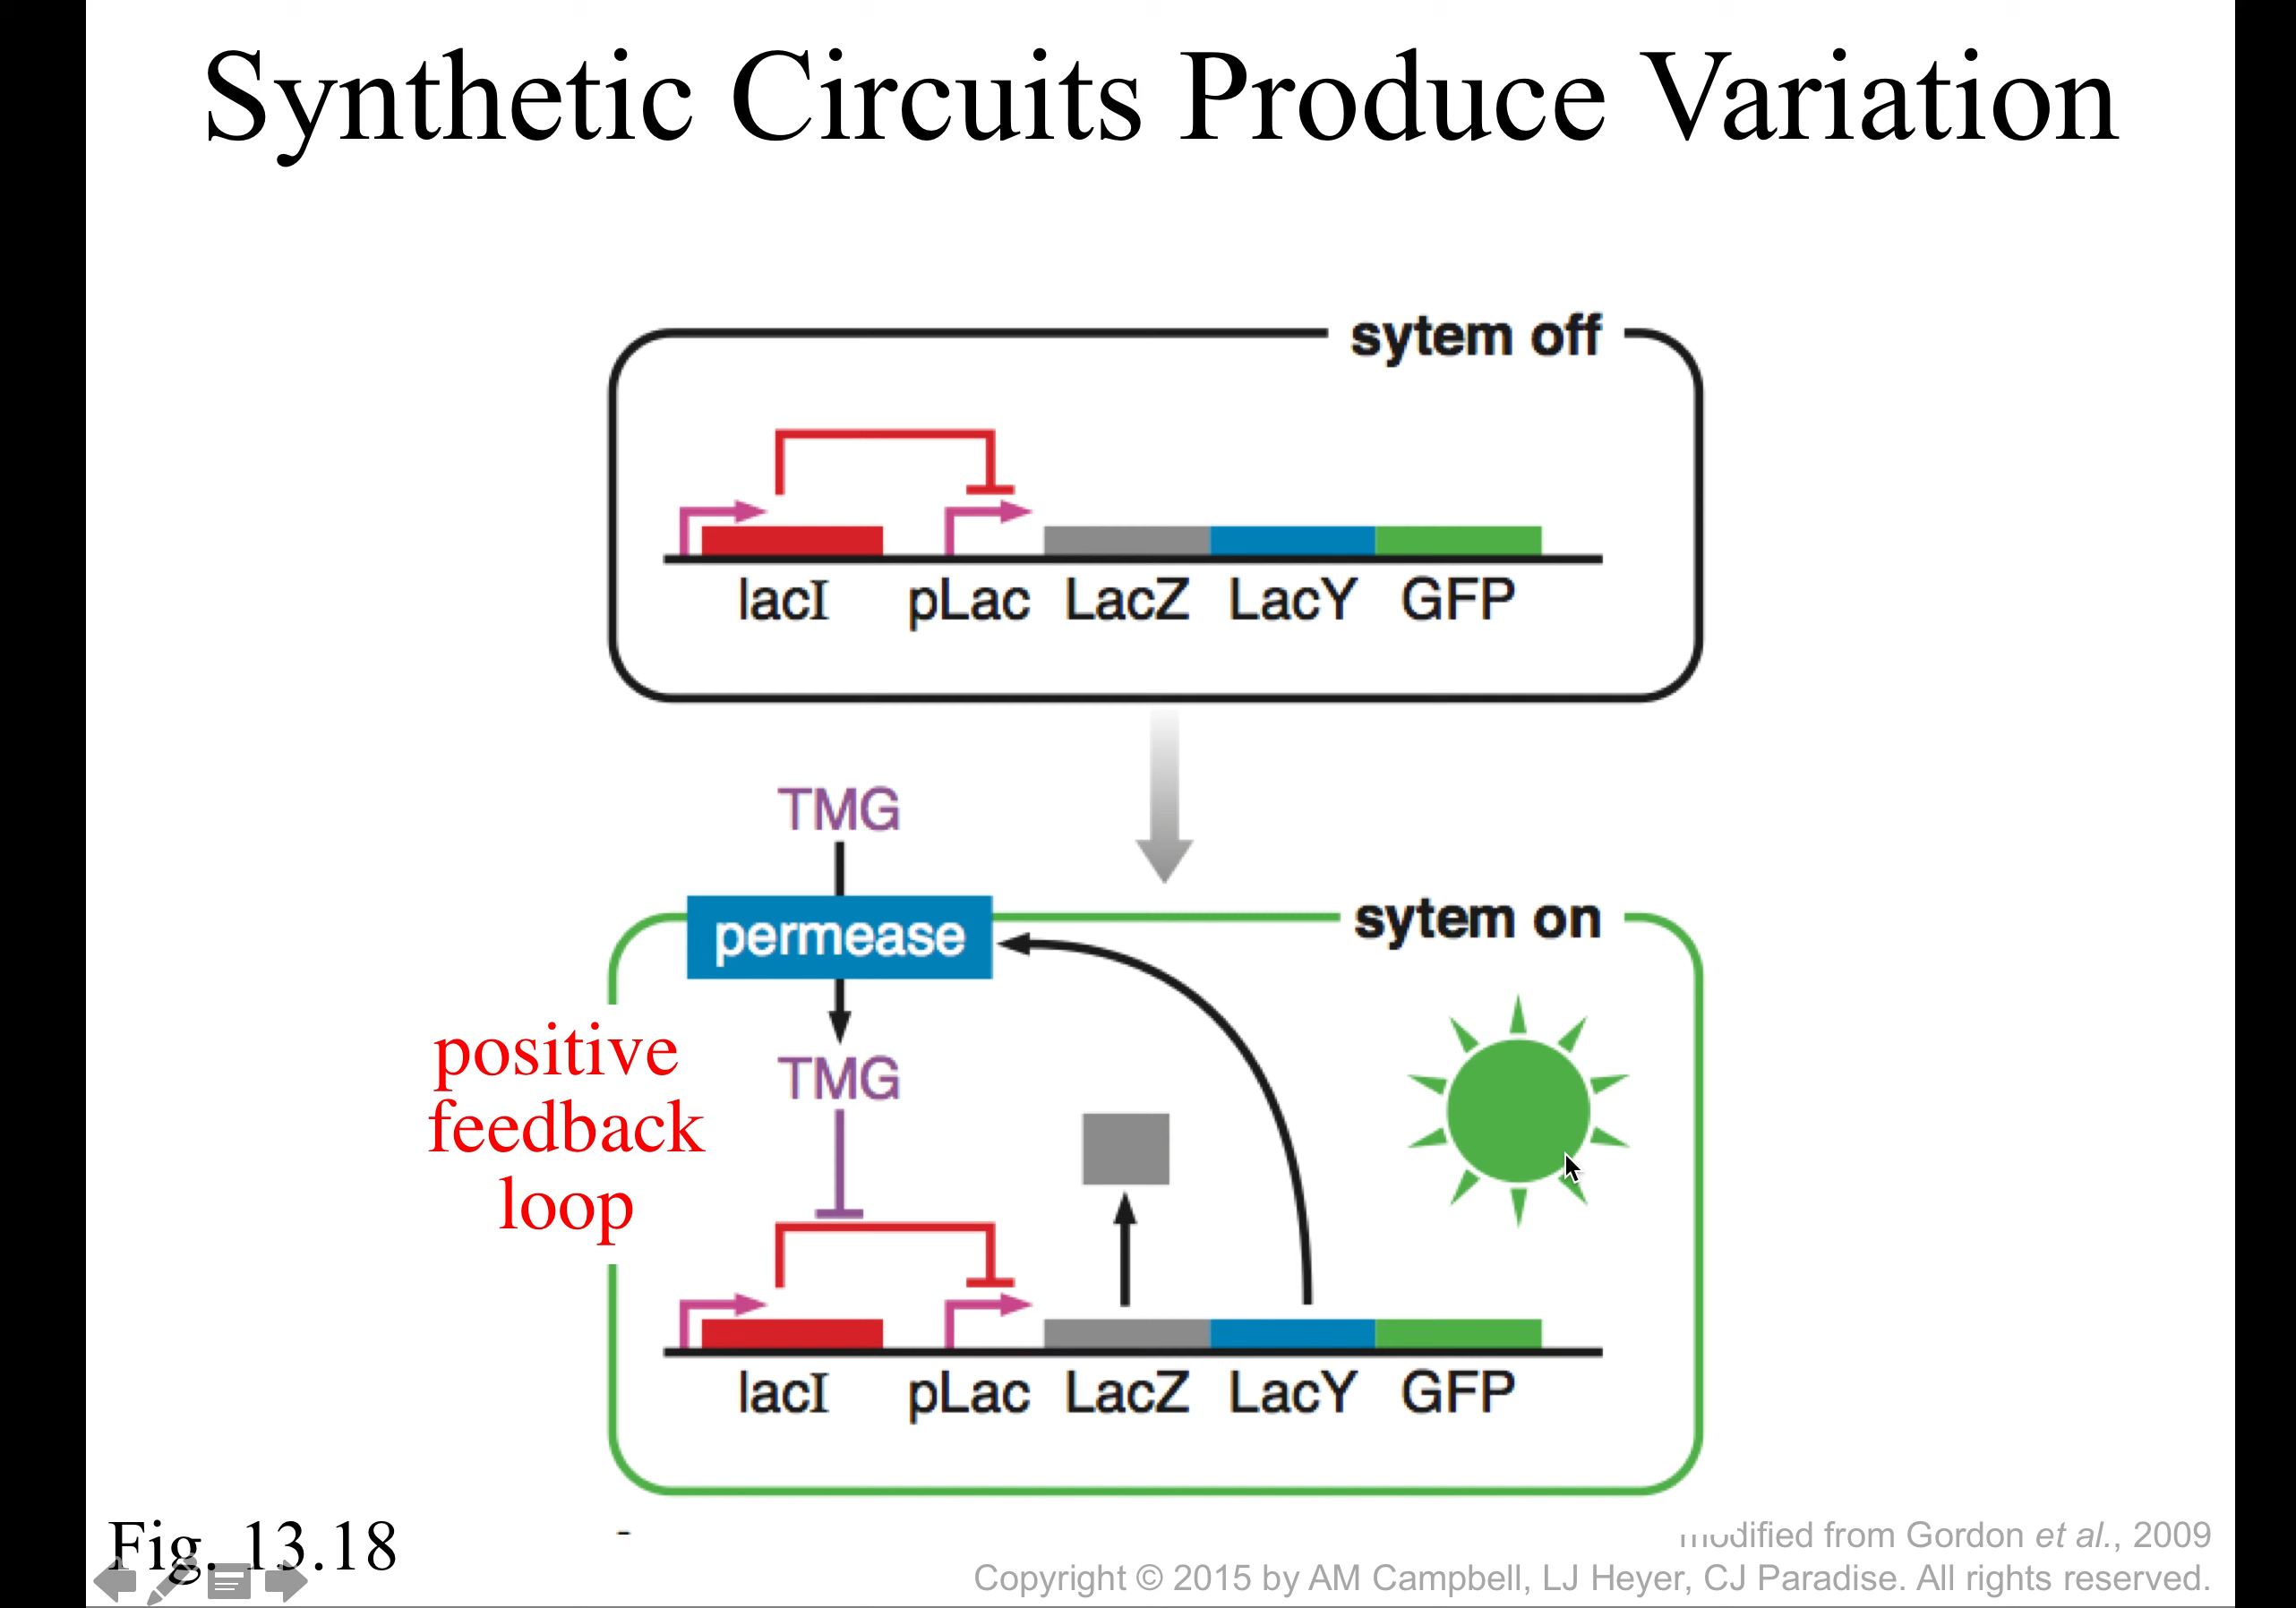 Synthetic Circuits Produce Variation
sytem off
lacI pLac LacZ LacY GFP
TMG
permease
sytem on
positive
feedback
loop
TMG
lacI pLac LacZ LacY GFP
Fig. 13.18
modified from Gordon et al., 2009
Copyright © 2015 by AM Campbell, LJ Heyer, CJ Paradise. All rights reserved.